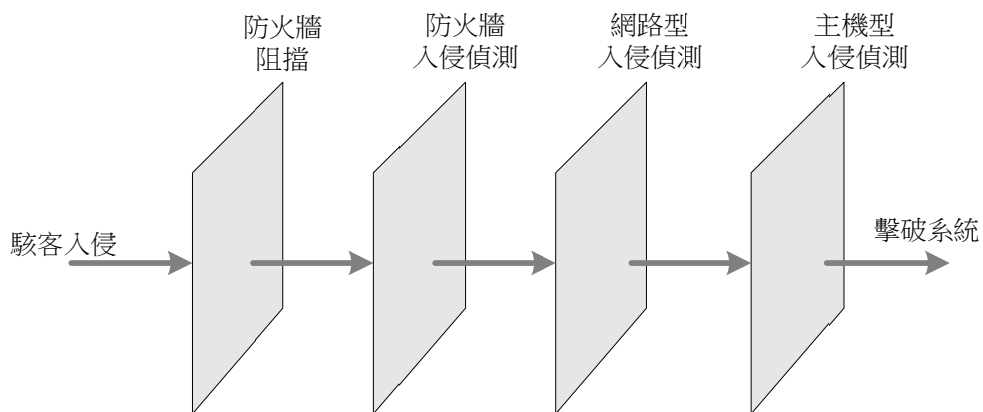 防火牆
阻擋
防火牆
入侵偵測
網路型
入侵偵測
主機型
入侵偵測
駭客入侵
擊破系統